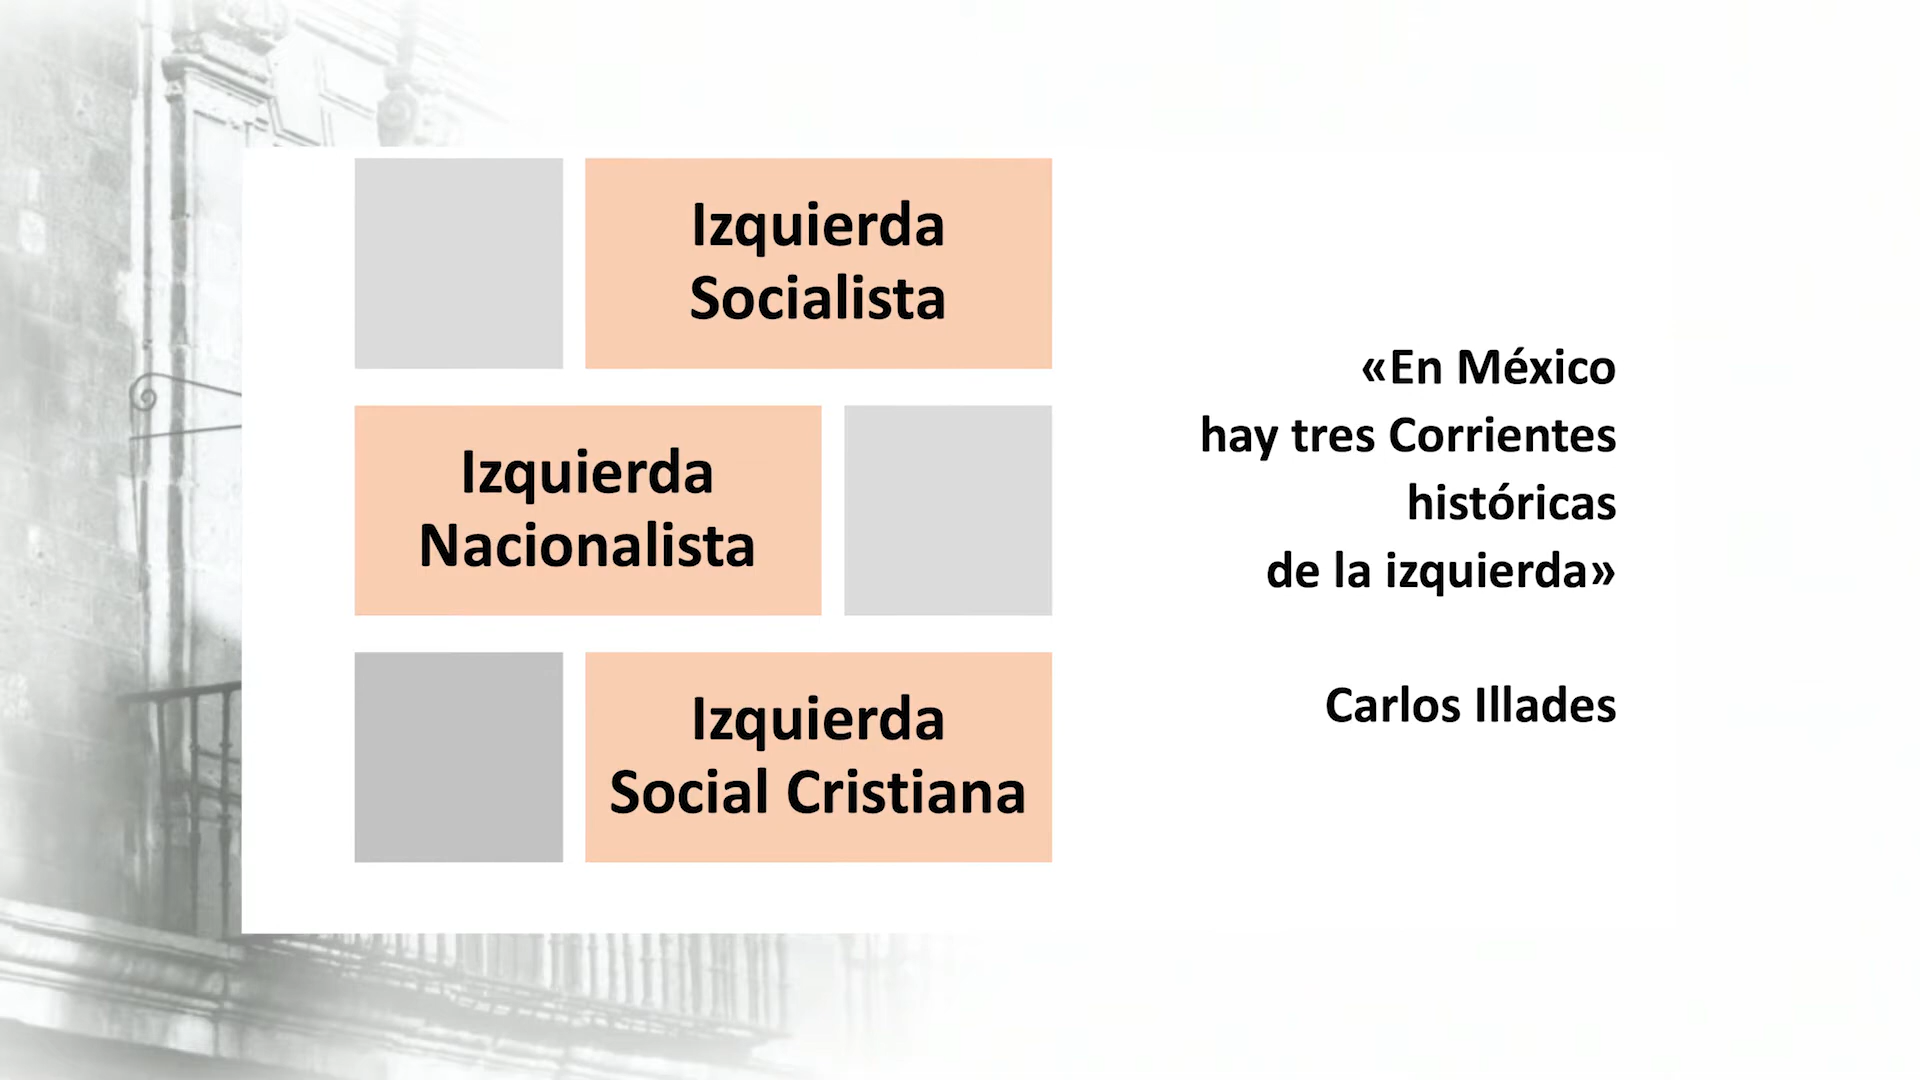 Izquierda
Socialista
Izquierda
Nacionalista
Izquierda
Social Cristiana
«En México
hay tres Corrientes
históricas
de la izquierda»
Carlos Illades